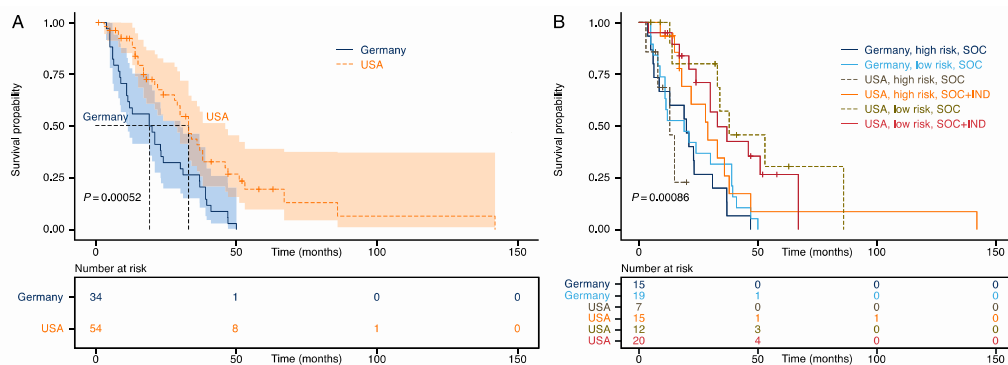 A
1.00
0.75
0.50
0.25
0.00
Survival propability
Germany
USA
Germany
USA
P = 0.00052
0
50
100
150
Time (months)
Number at risk
Germany
34
1
0
0
USA
54
8
1
0
0
50
100
150
Time (months)
B
1.00
0.75
0.50
0.25
0.00
Survival propability
Germany, high risk, SOC
Germany, low risk, SOC
USA, high risk, SOC
USA, high risk, SOC+IND
USA, low risk, SOC
USA, low risk, SOC+IND
P = 0.00086
0
50
100
150
Time (months)
Number at risk
Germany
15
0
0
0
Germany
19
1
0
0
USA
7
0
0
0
USA
15
1
1
0
USA
12
3
0
0
USA
20
4
0
0
0
50
100
150
Time (months)